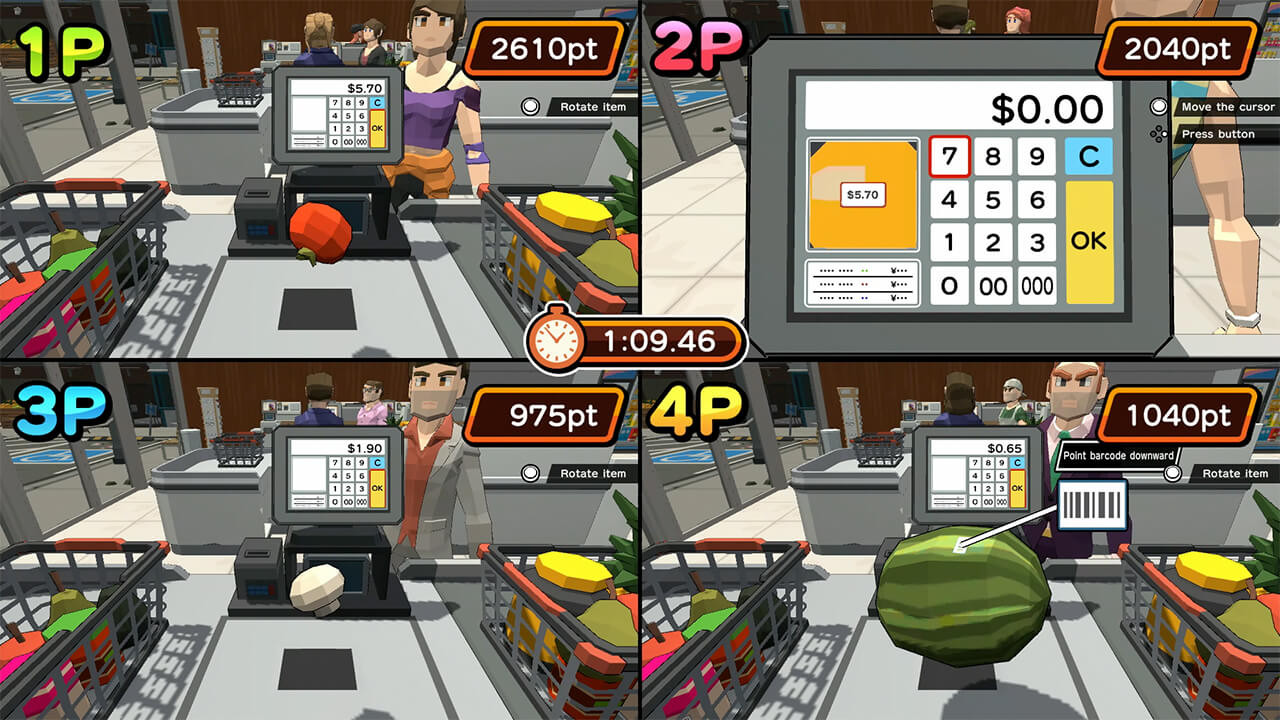 1P
2610pt
$5.70
Rotate item
7 8 9 C
4 5 6
1 2 3 OK
0 00 000
2P
2040pt
$0.00
Move the cursor
Press button
$5.70
7 8 9 C
4 5 6
1 2 3 OK
0 00 000
1:09.46
3P
975pt
$1.90
Rotate item
7 8 9 C
4 5 6
1 2 3 OK
0 00 000
4P
1040pt
$0.65
Point barcode downward
Rotate item
7 8 9 C
4 5 6
1 2 3 OK
0 00 000